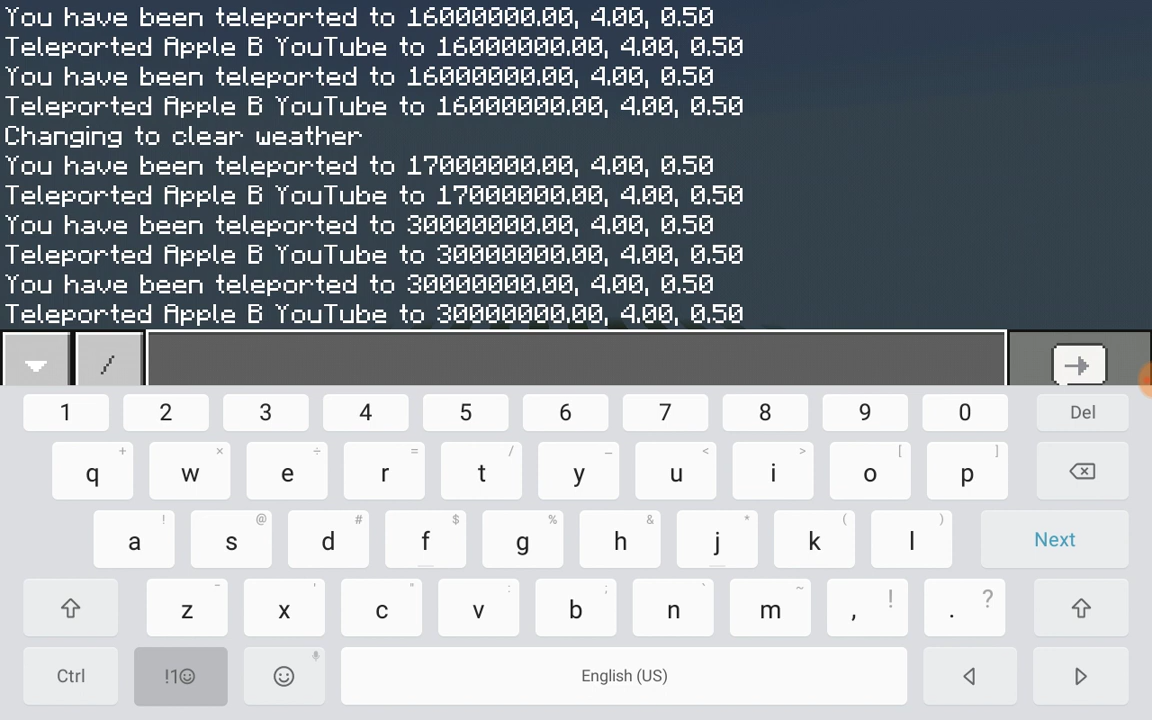 You have been teleported to 16000000.00, 4.00, 0.50
Teleported Apple B YouTube to 16000000.00, 4.00, 0.50
You have been teleported to 16000000.00, 4.00, 0.50
Teleported Apple B YouTube to 16000000.00, 4.00, 0.50
Changing to clear weather
You have been teleported to 17000000.00, 4.00, 0.50
Teleported Apple B YouTube to 17000000.00, 4.00, 0.50
You have been teleported to 30000000.00, 4.00, 0.50
Teleported Apple B YouTube to 30000000.00, 4.00, 0.50
You have been teleported to 30000000.00, 4.00, 0.50
Teleported Apple B YouTube to 30000000.00, 4.00, 0.50
/
1 2 3 4 5 6 7 8 9 0 Del
+ × ÷ = / _ < > [ ]
q w e r t y u i o p
! @ # $ % & * ( )
a s d f g h j k l Next
- ' " : ; ` ~ ! ?
z x c v b n m , .
Ctrl !1☺ English (US)